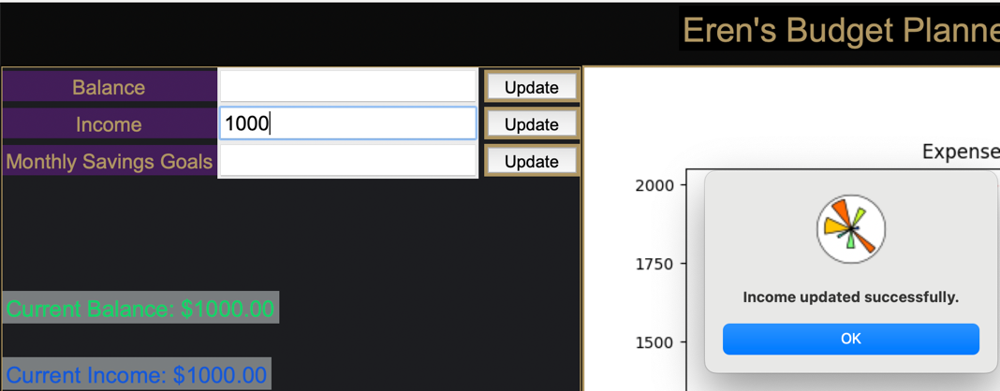 Eren's Budget Planne
Balance
Update
Income
1000
Update
Monthly Savings Goals
Update
Current Balance: $1000.00
Current Income: $1000.00
Expense
2000
1750
1500
Income updated successfully.
OK